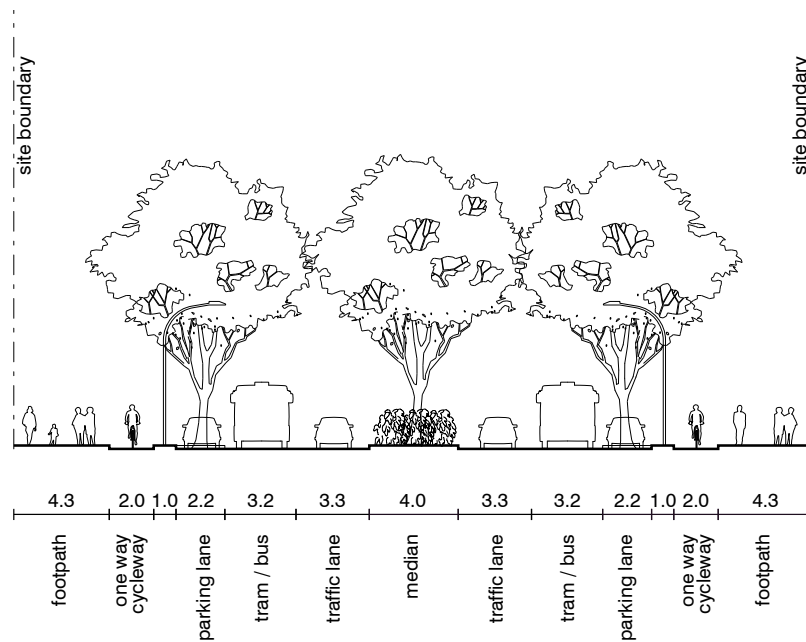 site boundary
site boundary
4.3 2.0 1.0 2.2 3.2 3.3 4.0 3.3 3.2 2.2 1.0 2.0 4.3
footpath
one way
cycleway
parking lane
tram / bus
traffic lane
median
traffic lane
tram / bus
parking lane
one way
cycleway
footpath